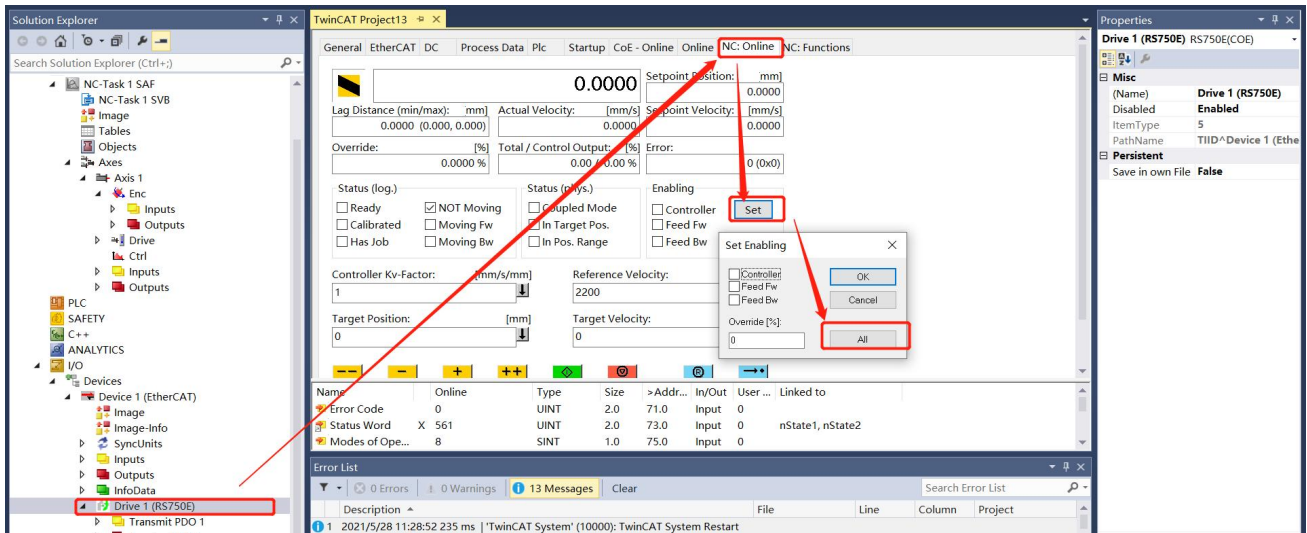 Solution Explorer
Search Solution Explorer (Ctrl+;)
NC-Task 1 SAF
NC-Task 1 SVB
Image
Tables
Objects
Axes
Axis 1
Enc
Inputs
Outputs
Drive
Ctrl
Inputs
Outputs
PLC
SAFETY
C++
ANALYTICS
I/O
Devices
Device 1 (EtherCAT)
Image
Image-Info
SyncUnits
Inputs
Outputs
InfoData
Drive 1 (RS750E)
Transmit PDO 1
TwinCAT Project13
General EtherCAT DC Process Data Plc Startup CoE - Online Online NC: Online NC: Functions
0.0000 Setpoint Position: mm]
0.0000
Lag Distance (min/max): mm] Actual Velocity: [mm/s] Setpoint Velocity: [mm/s]
0.0000 (0.000, 0.000) 0.0000 0.0000
Override: [%] Total / Control Output: [%] Error:
0.0000 % 0.00 / 0.00 % 0 (0x0)
Status (log.) Status (phys.) Enabling
Ready NOT Moving Coupled Mode Controller Set
Calibrated Moving Fw In Target Pos. Feed Fw
Has Job Moving Bw In Pos. Range Feed Bw
Controller Kv-Factor: [mm/s/mm] Reference Velocity:
1 2200
Target Position: [mm] Target Velocity:
0 0
-- - + ++ R
Set Enabling
Controller OK
Feed Fw
Feed Bw Cancel
Override [%]:
0 All
Name Online Type Size >Addr... In/Out User ... Linked to
Error Code 0 UINT 2.0 71.0 Input 0
Status Word X 561 UINT 2.0 73.0 Input 0 nState1, nState2
Modes of Ope... 8 SINT 1.0 75.0 Input 0
Error List
0 Errors 0 Warnings 13 Messages Clear Search Error List
Description File Line Column Project
1 2021/5/28 11:28:52 235 ms | 'TwinCAT System' (10000): TwinCAT System Restart
Properties
Drive 1 (RS750E) RS750E(COE)
Misc
(Name) Drive 1 (RS750E)
Disabled Enabled
ItemType 5
PathName TIID^Device 1 (Ethe
Persistent
Save in own File False